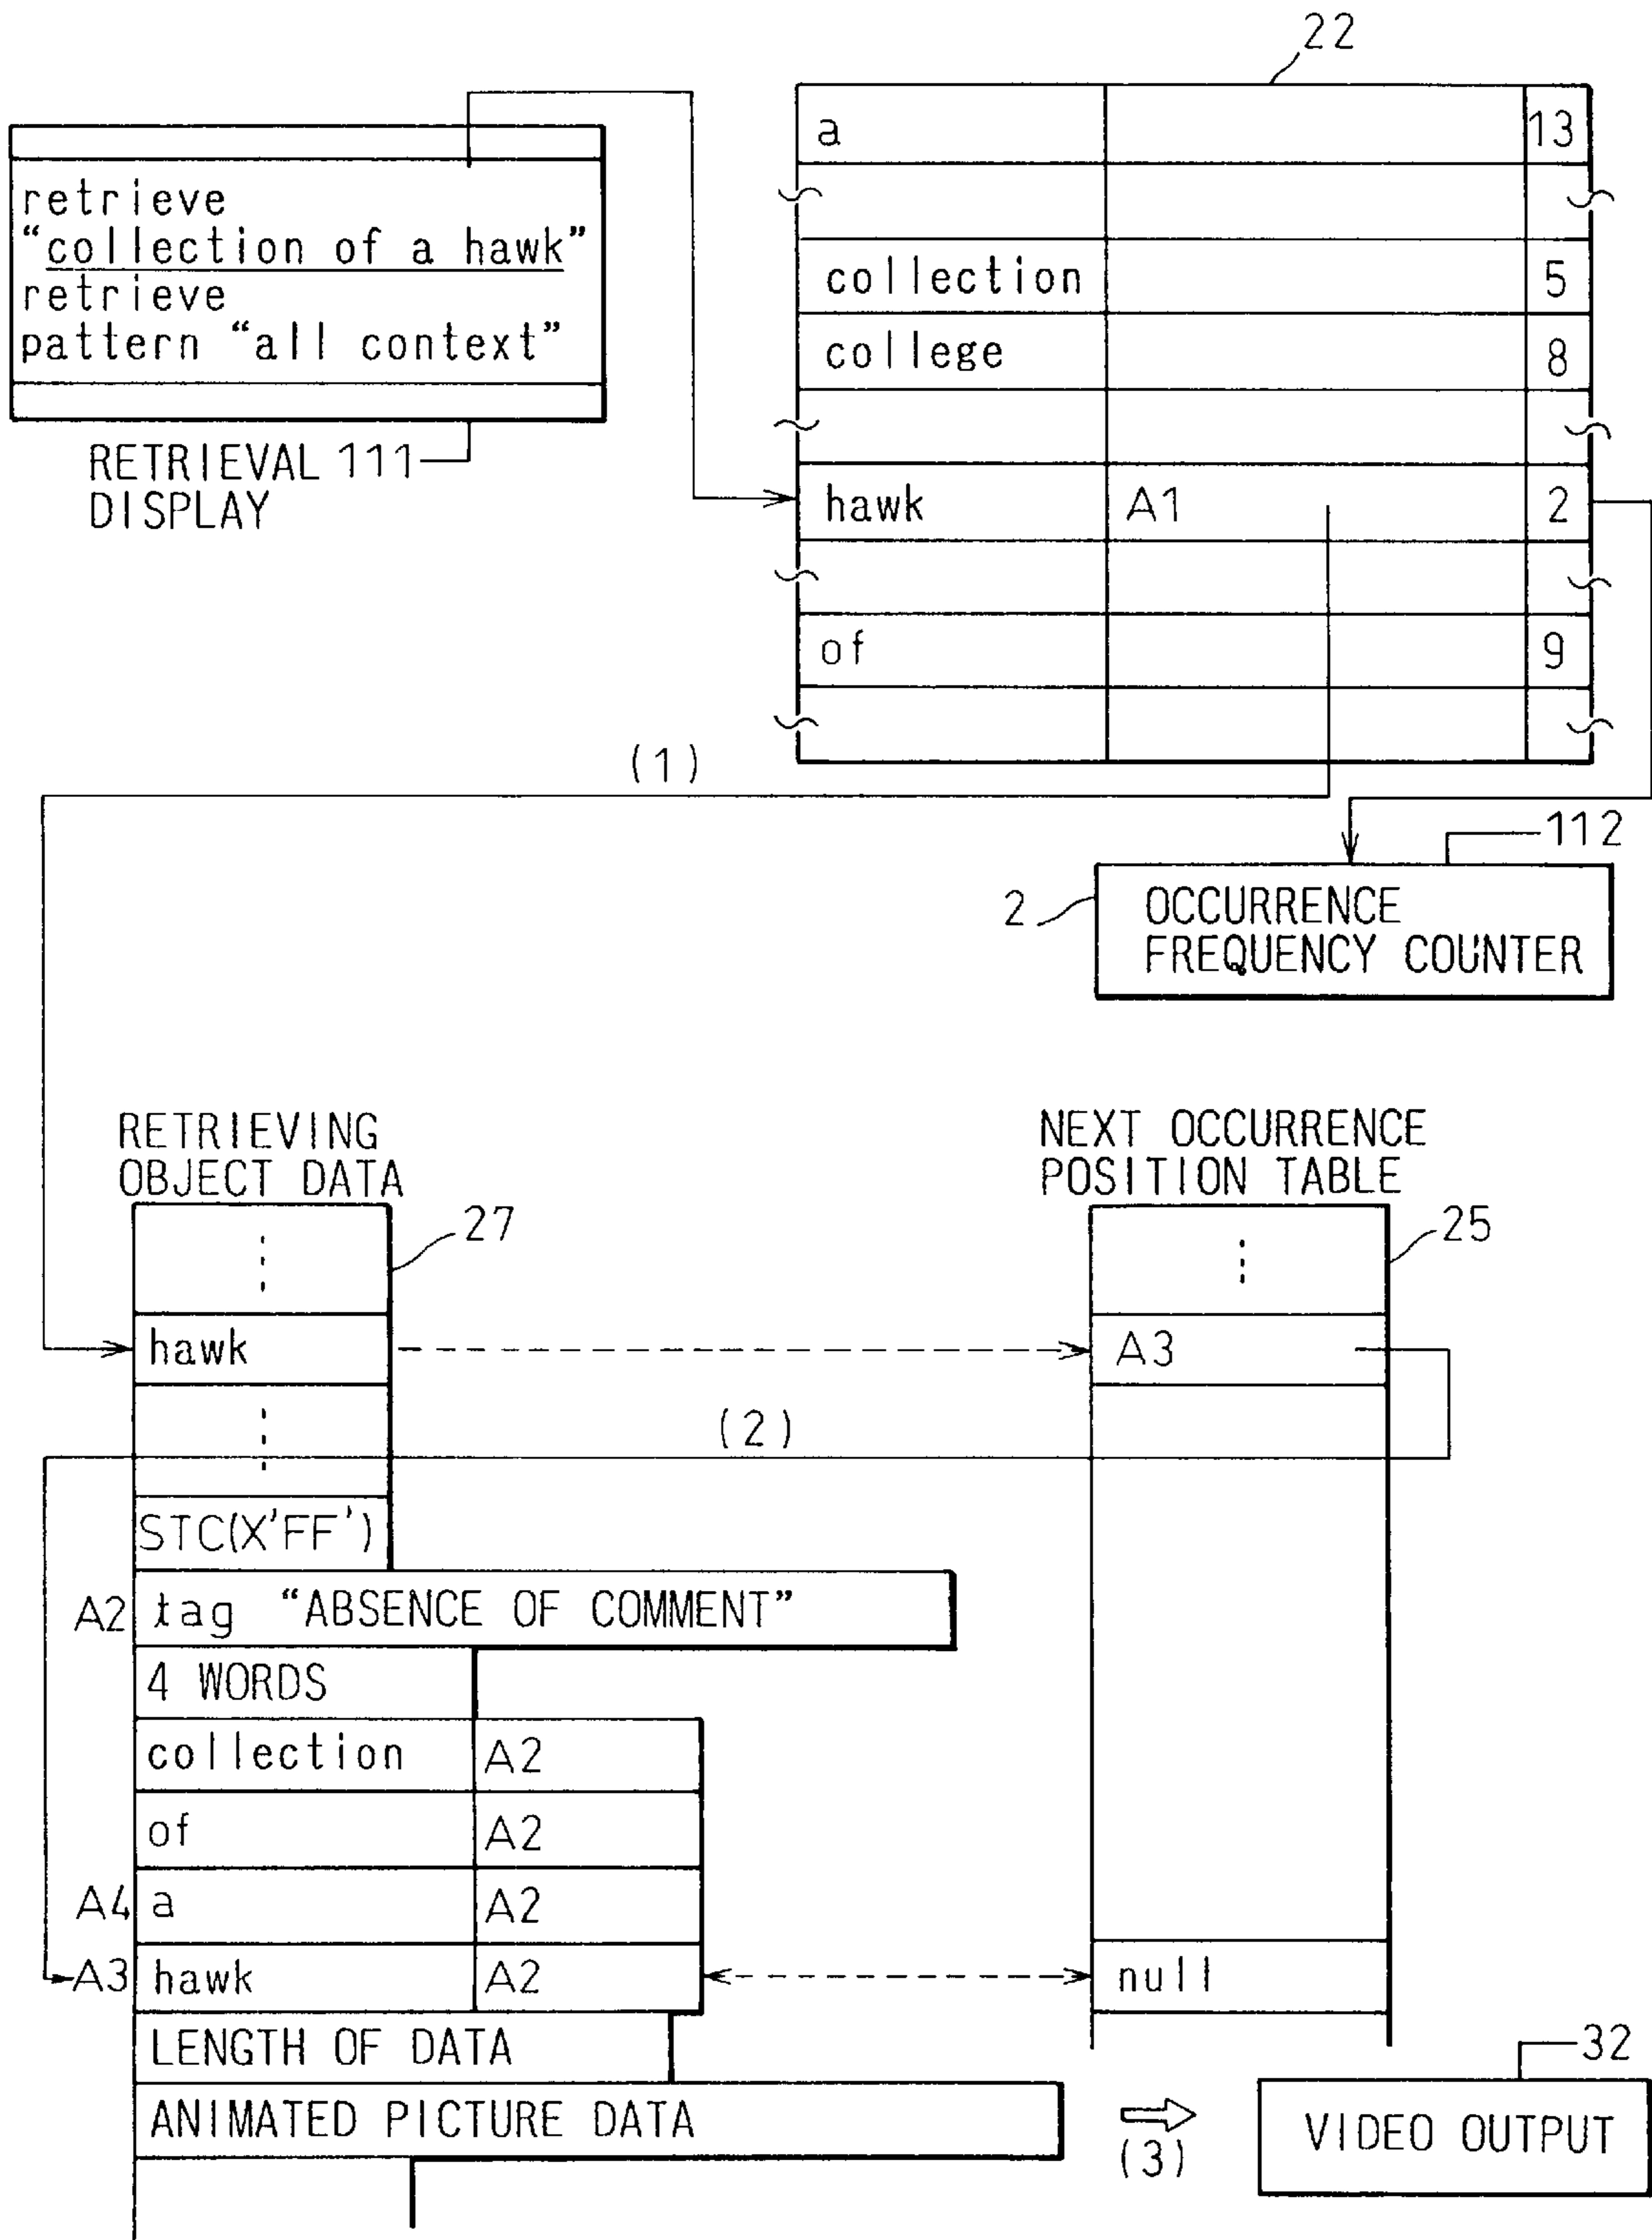 22
a 13
retrieve
“collection of a hawk”
retrieve
pattern “all context”
RETRIEVAL 111
DISPLAY
collection 5
college 8
hawk A1 2
of 9
(1)
112
2
OCCURRENCE
FREQUENCY COUNTER
RETRIEVING
OBJECT DATA
27
NEXT OCCURRENCE
POSITION TABLE
25
hawk
A3
(2)
STC(X'FF')
A2 tag “ABSENCE OF COMMENT”
4 WORDS
collection A2
of A2
A4 a A2
A3 hawk A2
null
LENGTH OF DATA
ANIMATED PICTURE DATA
(3)
32
VIDEO OUTPUT